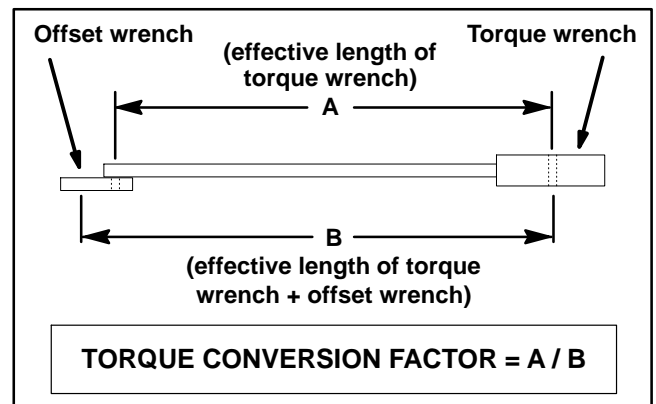 Offset wrench
(effective length of
torque wrench)
Torque wrench
A
B
(effective length of torque
wrench + offset wrench)
TORQUE CONVERSION FACTOR = A / B